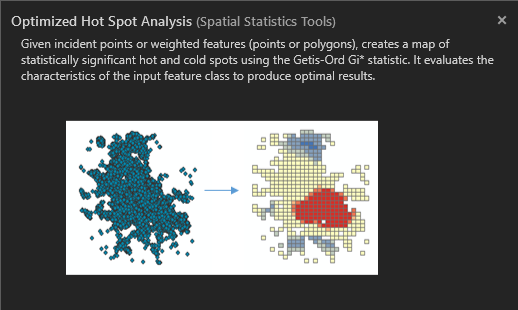 Optimized Hot Spot Analysis (Spatial Statistics Tools)
Given incident points or weighted features (points or polygons), creates a map of
statistically significant hot and cold spots using the Getis-Ord Gi* statistic. It evaluates the
characteristics of the input feature class to produce optimal results.